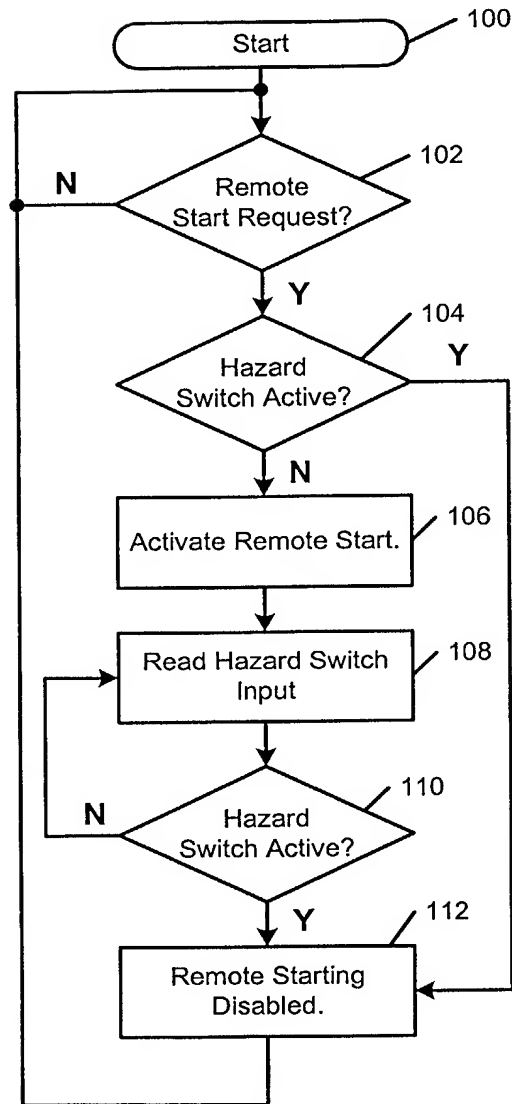 Start
100
Remote
Start Request?
102
N
Y
Hazard
Switch Active?
104
Y
N
Activate Remote Start.
106
Read Hazard Switch
Input
108
Hazard
Switch Active?
110
N
Y
Remote Starting
Disabled.
112